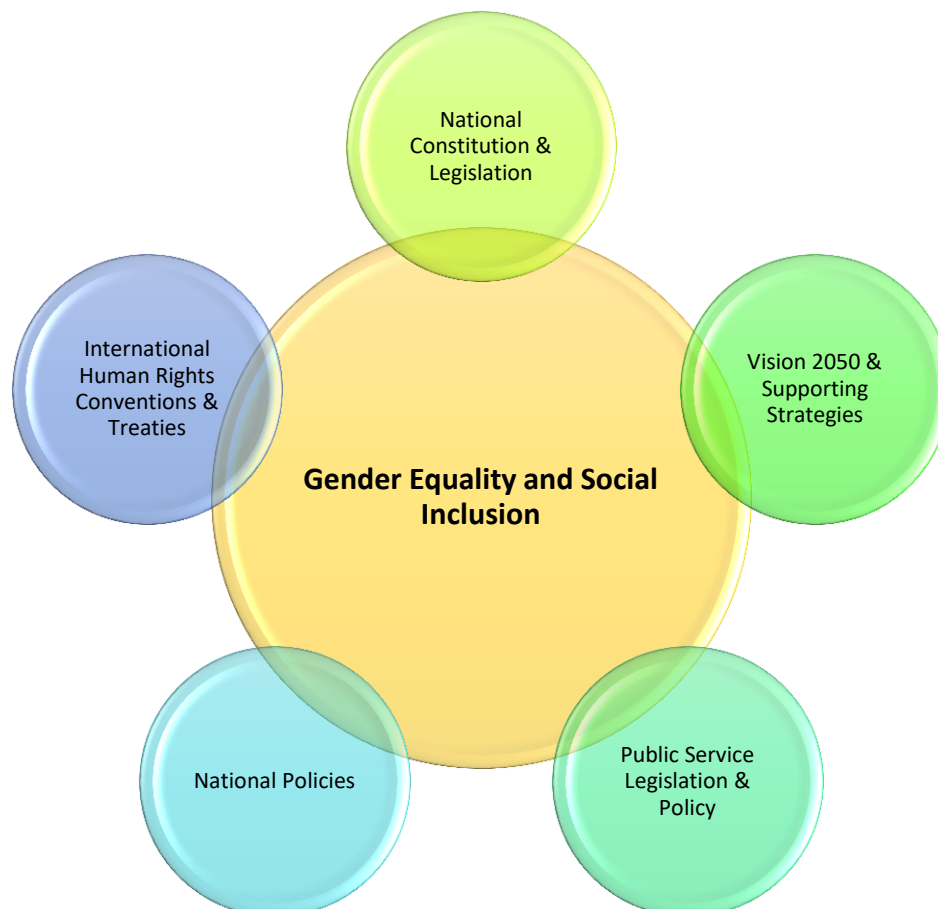 National
Constitution &
Legislation
International
Human Rights
Conventions &
Treaties
Vision 2050 &
Supporting
Strategies
Gender Equality and Social
Inclusion
National Policies
Public Service
Legislation &
Policy